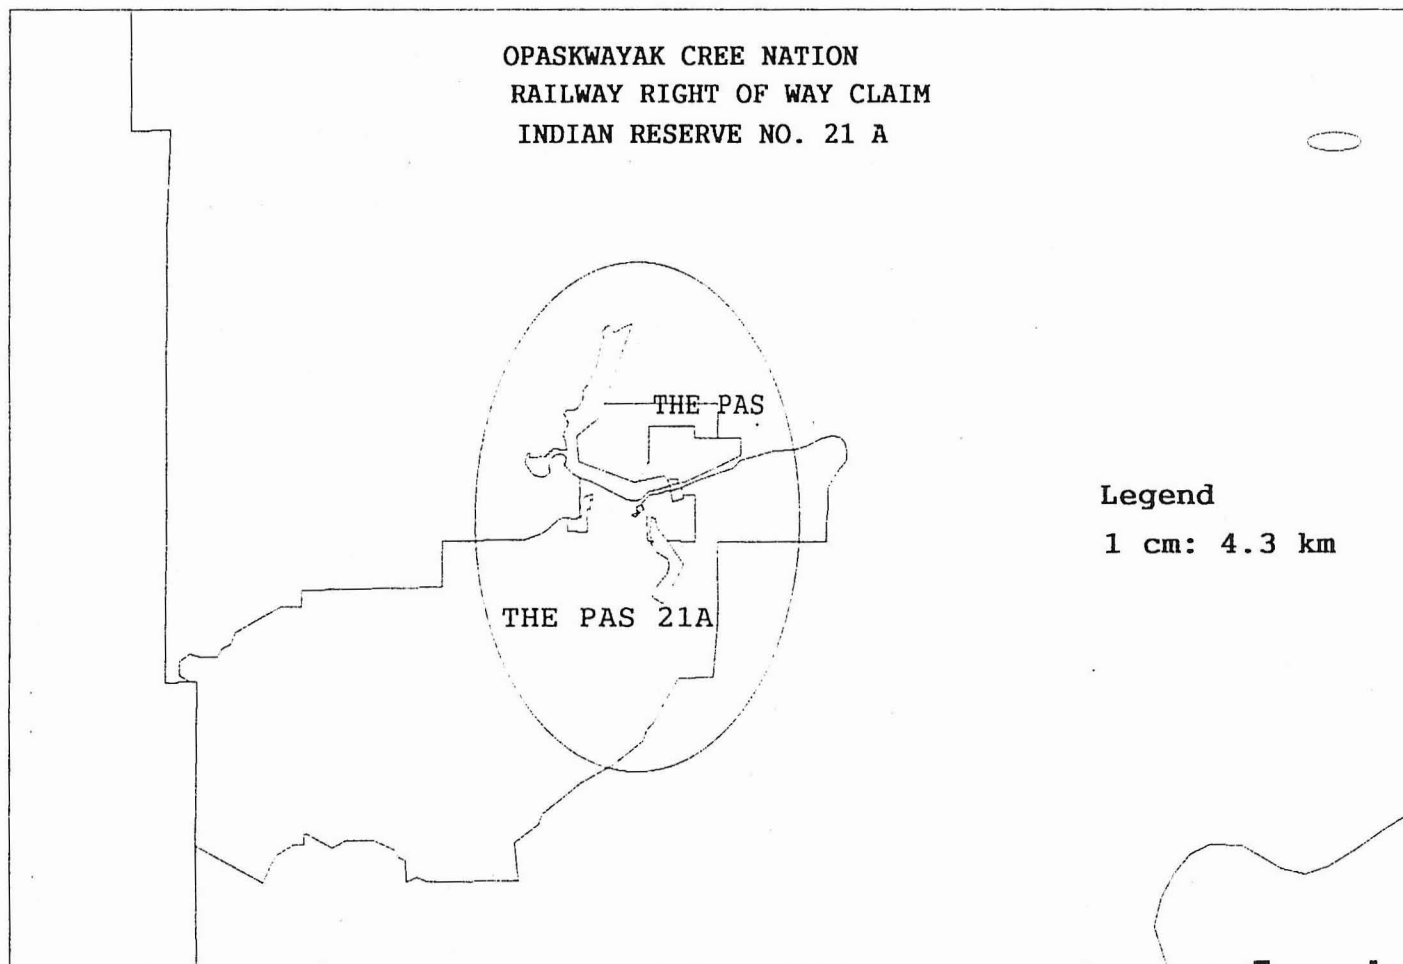 OPASKWAYAK CREE NATION
RAILWAY RIGHT OF WAY CLAIM
INDIAN RESERVE NO. 21 A
THE PAS
Legend
1 cm: 4.3 km
THE PAS 21A